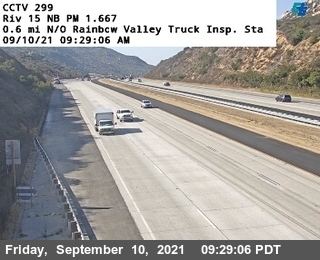 CCTV 299
Riv 15 NB PM 1.667
0.6 mi N/O Rainbcw Valley Truck Insp. Sta
09/10/21 09:29:06 AM
Friday, September 10, 2021 09:29:06 PDT